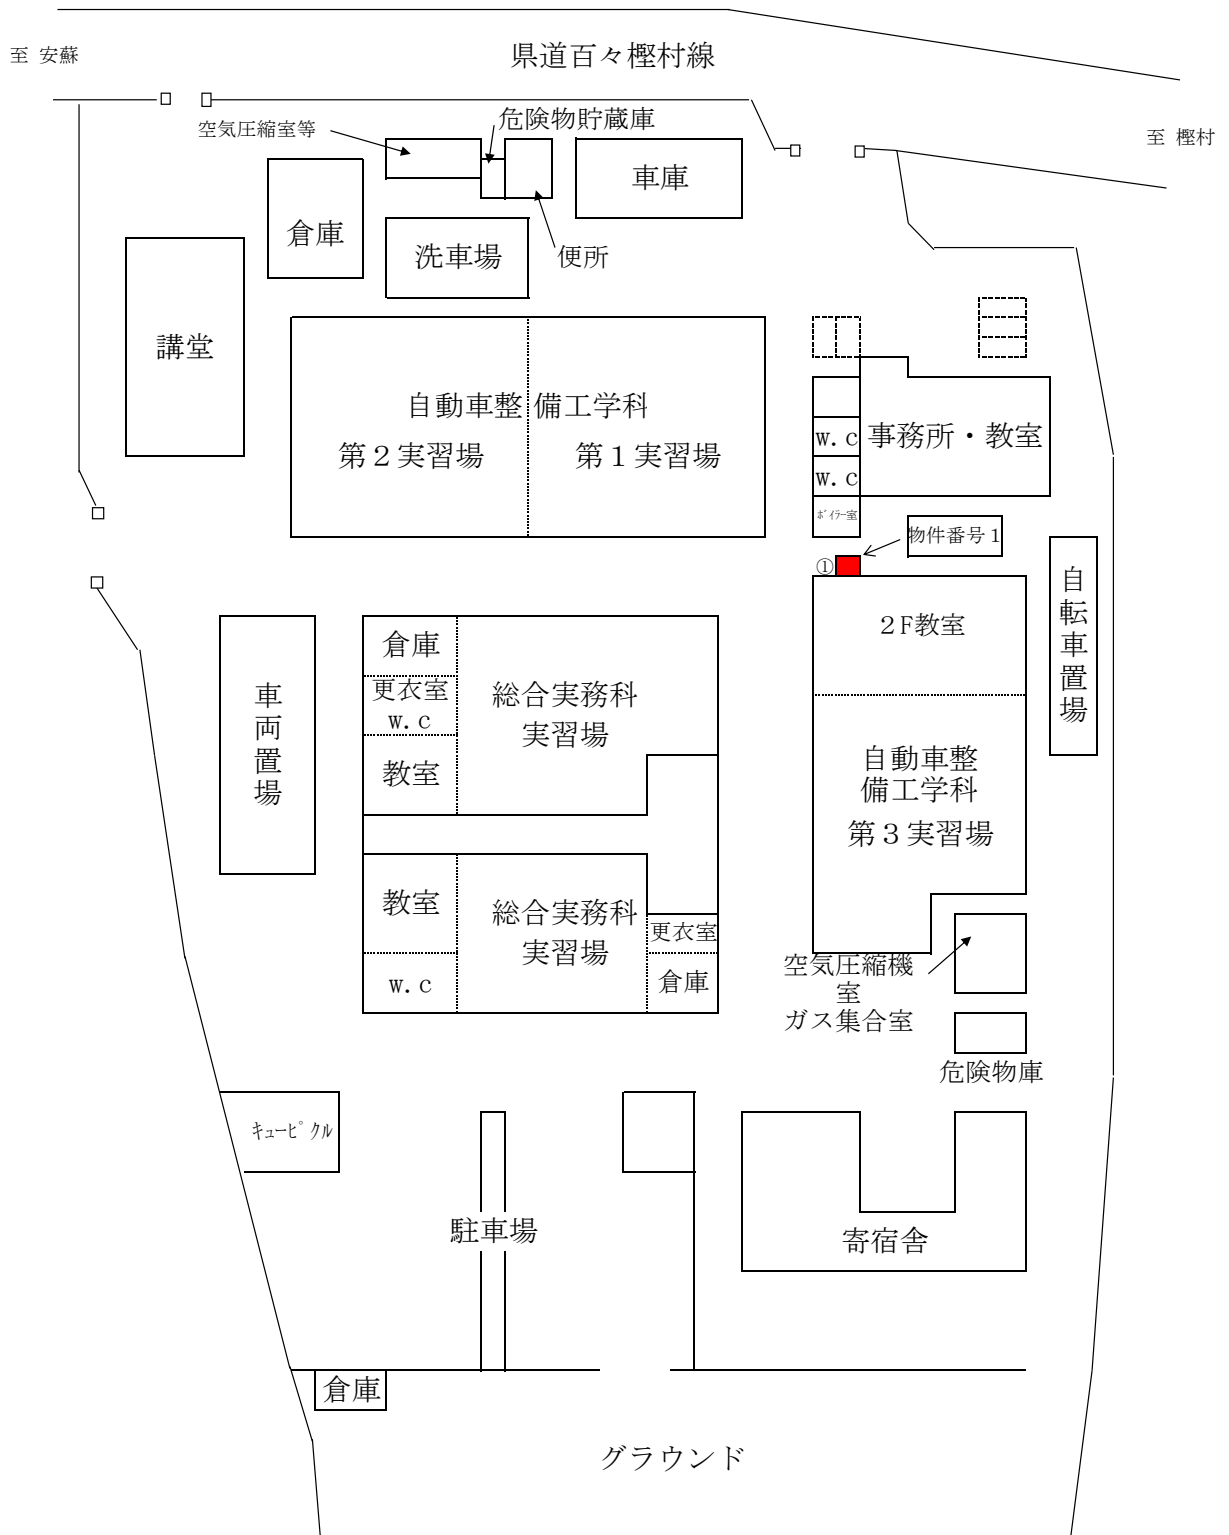 県道百々樫村線
至 安蘇
危険物貯蔵庫
空気圧縮室等
至 樫村
車庫
倉庫
洗車場
便所
講堂
自動車整備工学科
第２実習場
第１実習場
w.c
事務所・教室
w.c
ﾎﾞｲﾗｰ室
物件番号１
①
２F教室
自転車置場
倉庫
更衣室
w.c
総合実務科
実習場
車両置場
教室
自動車整
備工学科
第３実習場
教室
総合実務科
実習場
更衣室
w.c
倉庫
空気圧縮機
室
ガス集合室
危険物庫
ｷｭｰﾋﾟｸﾙ
駐車場
寄宿舎
倉庫
グラウンド